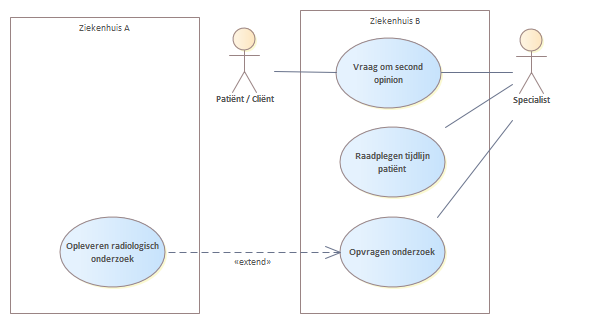 Ziekenhuis A
Ziekenhuis B
Vraag om second
opinion
Patiënt / Cliënt
Specialist
Raadplegen tijdlijn
patiënt
Opleveren radiologisch
onderzoek
Opvragen onderzoek
«extend»